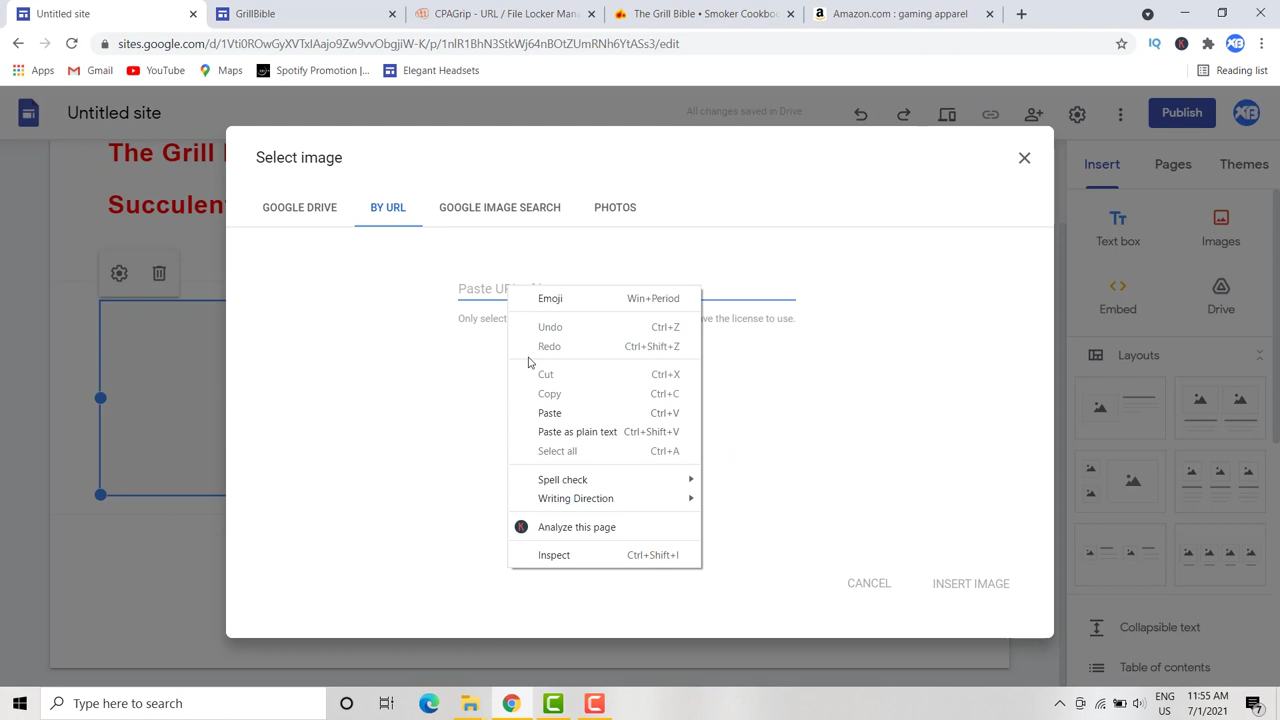 Untitled site
GrillBible
CPAGrip - URL / File Locker Man
The Grill Bible • Smoker Cookbo
Amazon.com : gaming apparel
sites.google.com/d/1Vti0ROwGyXVTxIAajo9Zw9vvObgjiW-K/p/1nIR1BhN3StkWj64nBOtZUmRNh6YtASs3/edit
Apps
Gmail
YouTube
Maps
Spotify Promotion |...
Elegant Headsets
Reading list
Untitled site
All changes saved in Drive
Publish
The Grill
Succulen
Select image
GOOGLE DRIVE
BY URL
GOOGLE IMAGE SEARCH
PHOTOS
Paste UR
Only select
ve the license to use.
Emoji Win+Period
Undo Ctrl+Z
Redo Ctrl+Shift+Z
Cut Ctrl+X
Copy Ctrl+C
Paste Ctrl+V
Paste as plain text Ctrl+Shift+V
Select all Ctrl+A
Spell check
Writing Direction
Analyze this page
Inspect Ctrl+Shift+I
CANCEL
INSERT IMAGE
Insert
Pages
Themes
Text box
Images
Embed
Drive
Layouts
Collapsible text
Table of contents
Type here to search
ENG
US
11:55 AM
7/1/2021
7